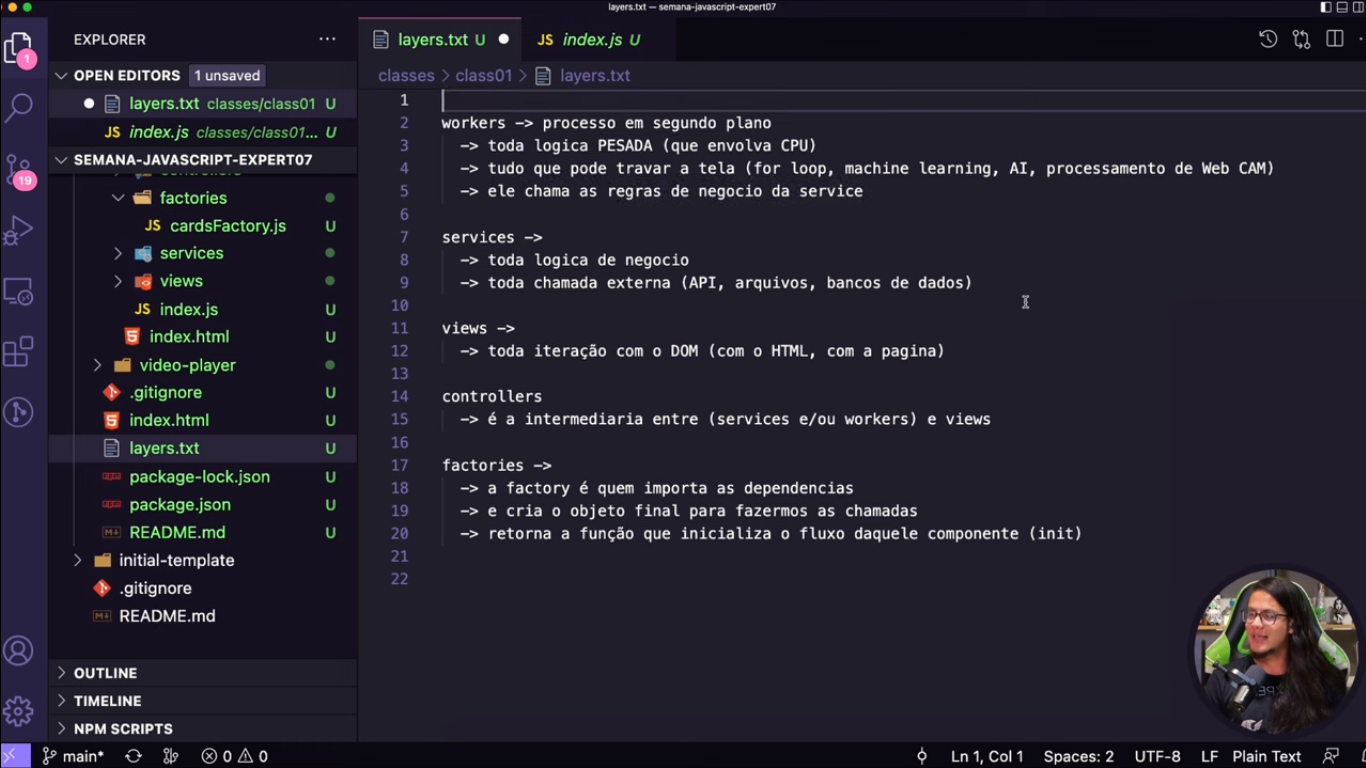 layers.txt — semana-javascript-expert07
EXPLORER
layers.txt U
JS index.js U
OPEN EDITORS 1 unsaved
classes > class01 > layers.txt
layers.txt classes/class01 U
JS index.js classes/class01... U
SEMANA-JAVASCRIPT-EXPERT07
controllers
factories
JS cardsFactory.js U
services
views
JS index.js U
index.html U
video-player
.gitignore U
index.html U
layers.txt U
package-lock.json U
package.json U
README.md U
initial-template
.gitignore
README.md
OUTLINE
TIMELINE
NPM SCRIPTS
1
19
1
2 workers -> processo em segundo plano
3 -> toda logica PESADA (que envolva CPU)
4 -> tudo que pode travar a tela (for loop, machine learning, AI, processamento de Web CAM)
5 -> ele chama as regras de negocio da service
6
7 services ->
8 -> toda logica de negocio
9 -> toda chamada externa (API, arquivos, bancos de dados)
10
11 views ->
12 -> toda iteração com o DOM (com o HTML, com a pagina)
13
14 controllers
15 -> é a intermediaria entre (services e/ou workers) e views
16
17 factories ->
18 -> a factory é quem importa as dependencias
19 -> e cria o objeto final para fazermos as chamadas
20 -> retorna a função que inicializa o fluxo daquele componente (init)
21
22
main* 0 0 Ln 1, Col 1 Spaces: 2 UTF-8 LF Plain Text